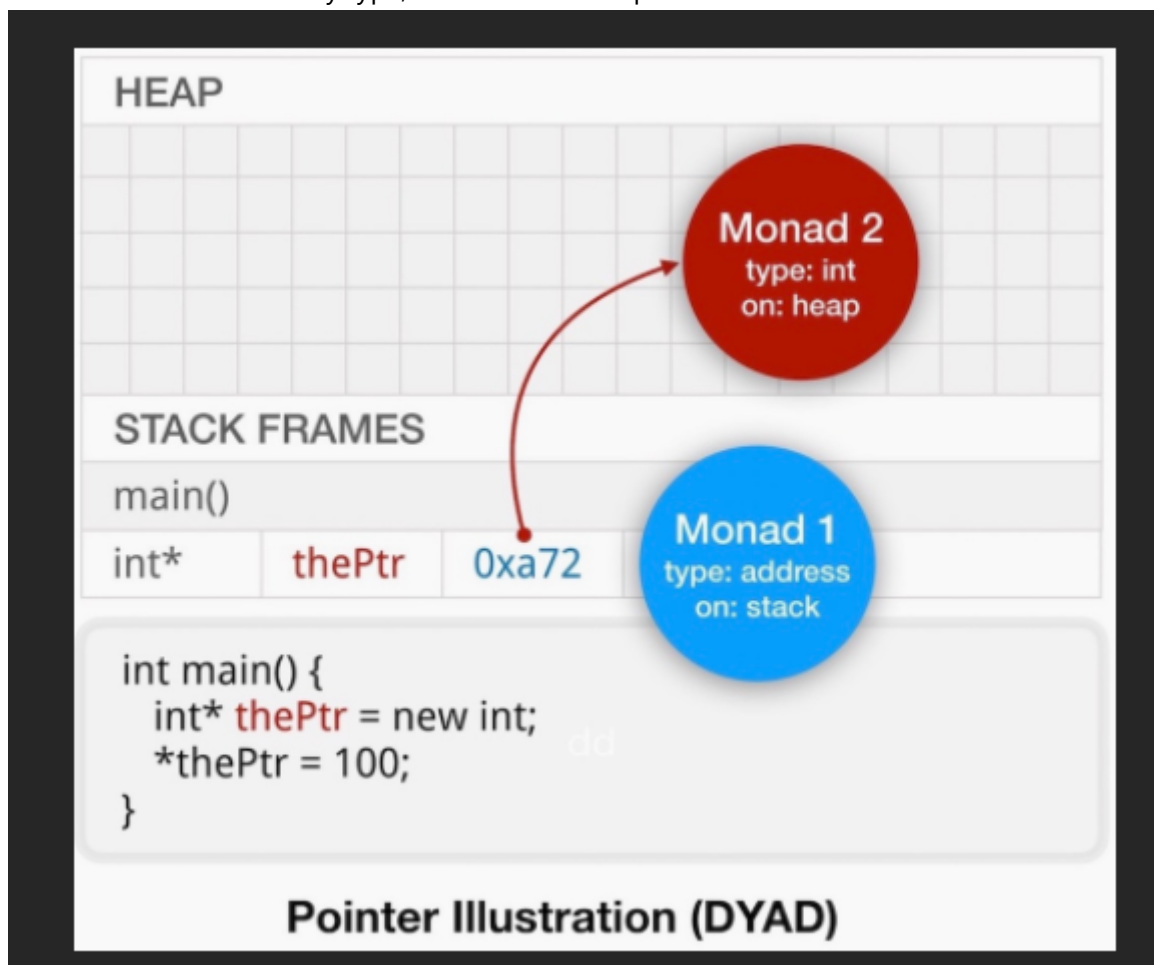 HEAP
Monad 2
type: int
on: heap
STACK FRAMES
main()
int* thePtr 0xa72
Monad 1
type: address
on: stack
int main() {
int* thePtr = new int;
*thePtr = 100;
dd
}
Pointer Illustration (DYAD)